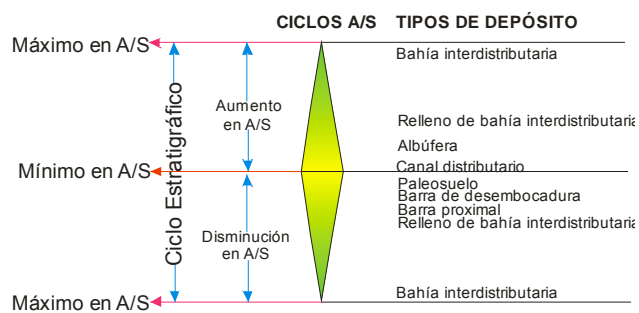 CICLOS A/S TIPOS DE DEPÓSITO
Máximo en A/S
Bahía interdistributaria
Aumento
en A/S
Relleno de bahía interdistributaria
Albúfera
Canal distributario
Mínimo en A/S
Ciclo Estratigráfico
Paleosuelo
Barra de desembocadura
Barra proximal
Relleno de bahía interdistributaria
Disminución
en A/S
Bahía interdistributaria
Máximo en A/S